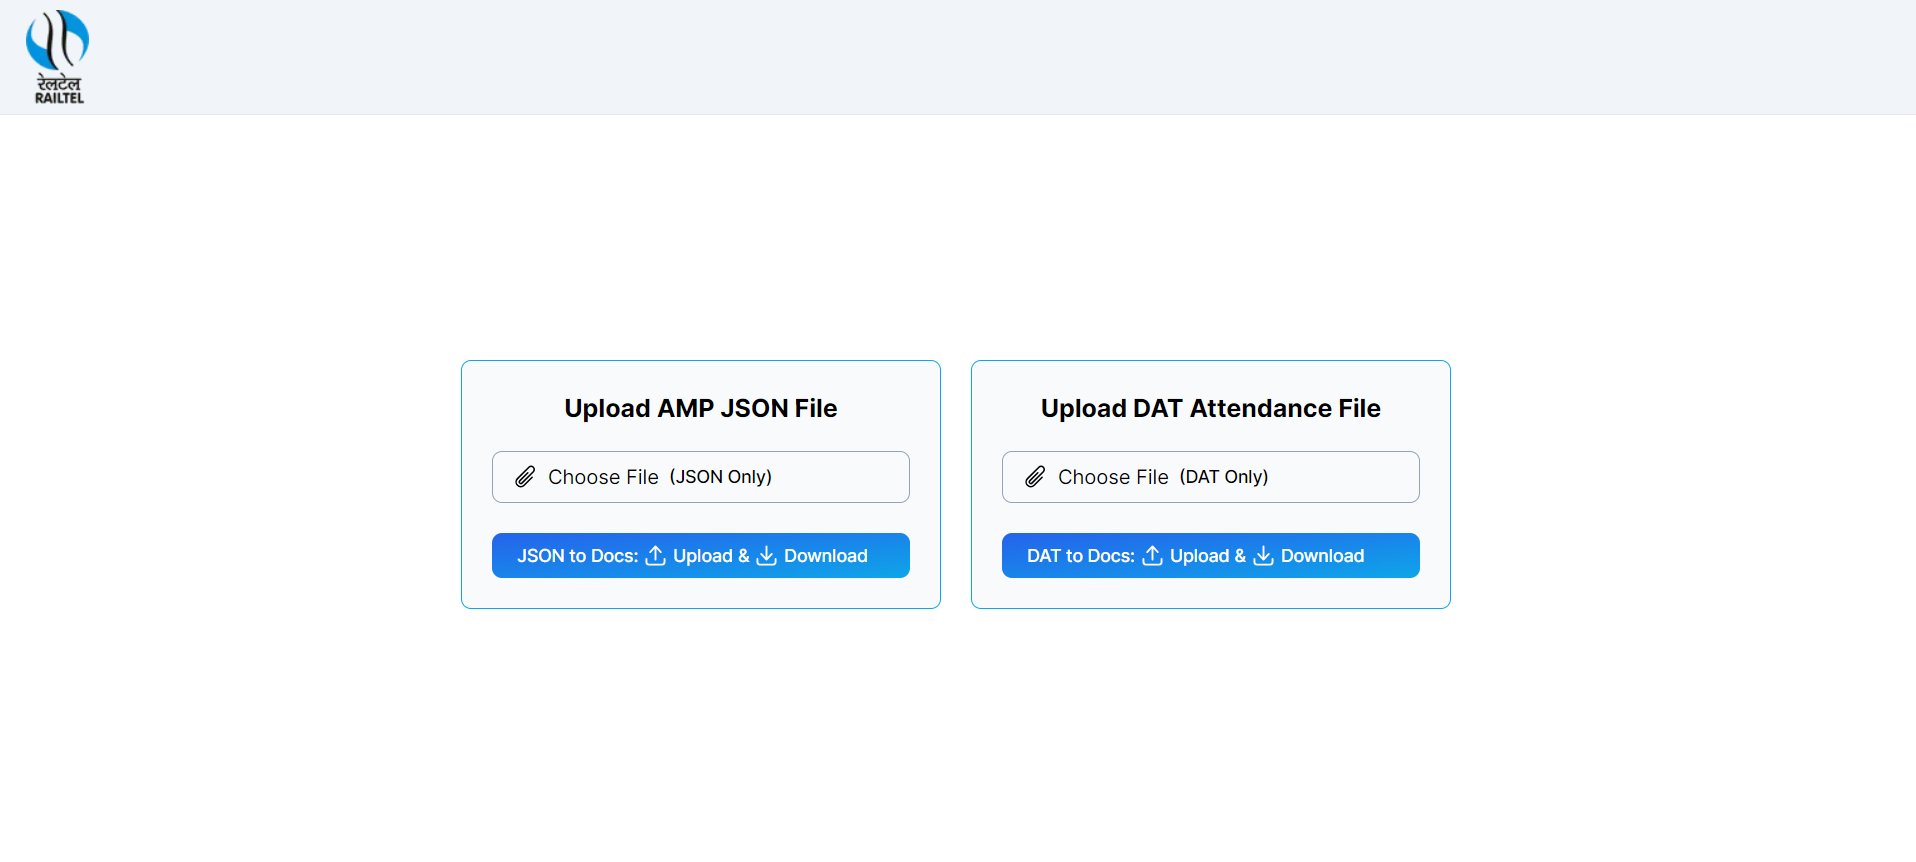 रेलटेल
RAILTEL
Upload AMP JSON File
Choose File (JSON Only)
JSON to Docs: Upload & Download
Upload DAT Attendance File
Choose File (DAT Only)
DAT to Docs: Upload & Download